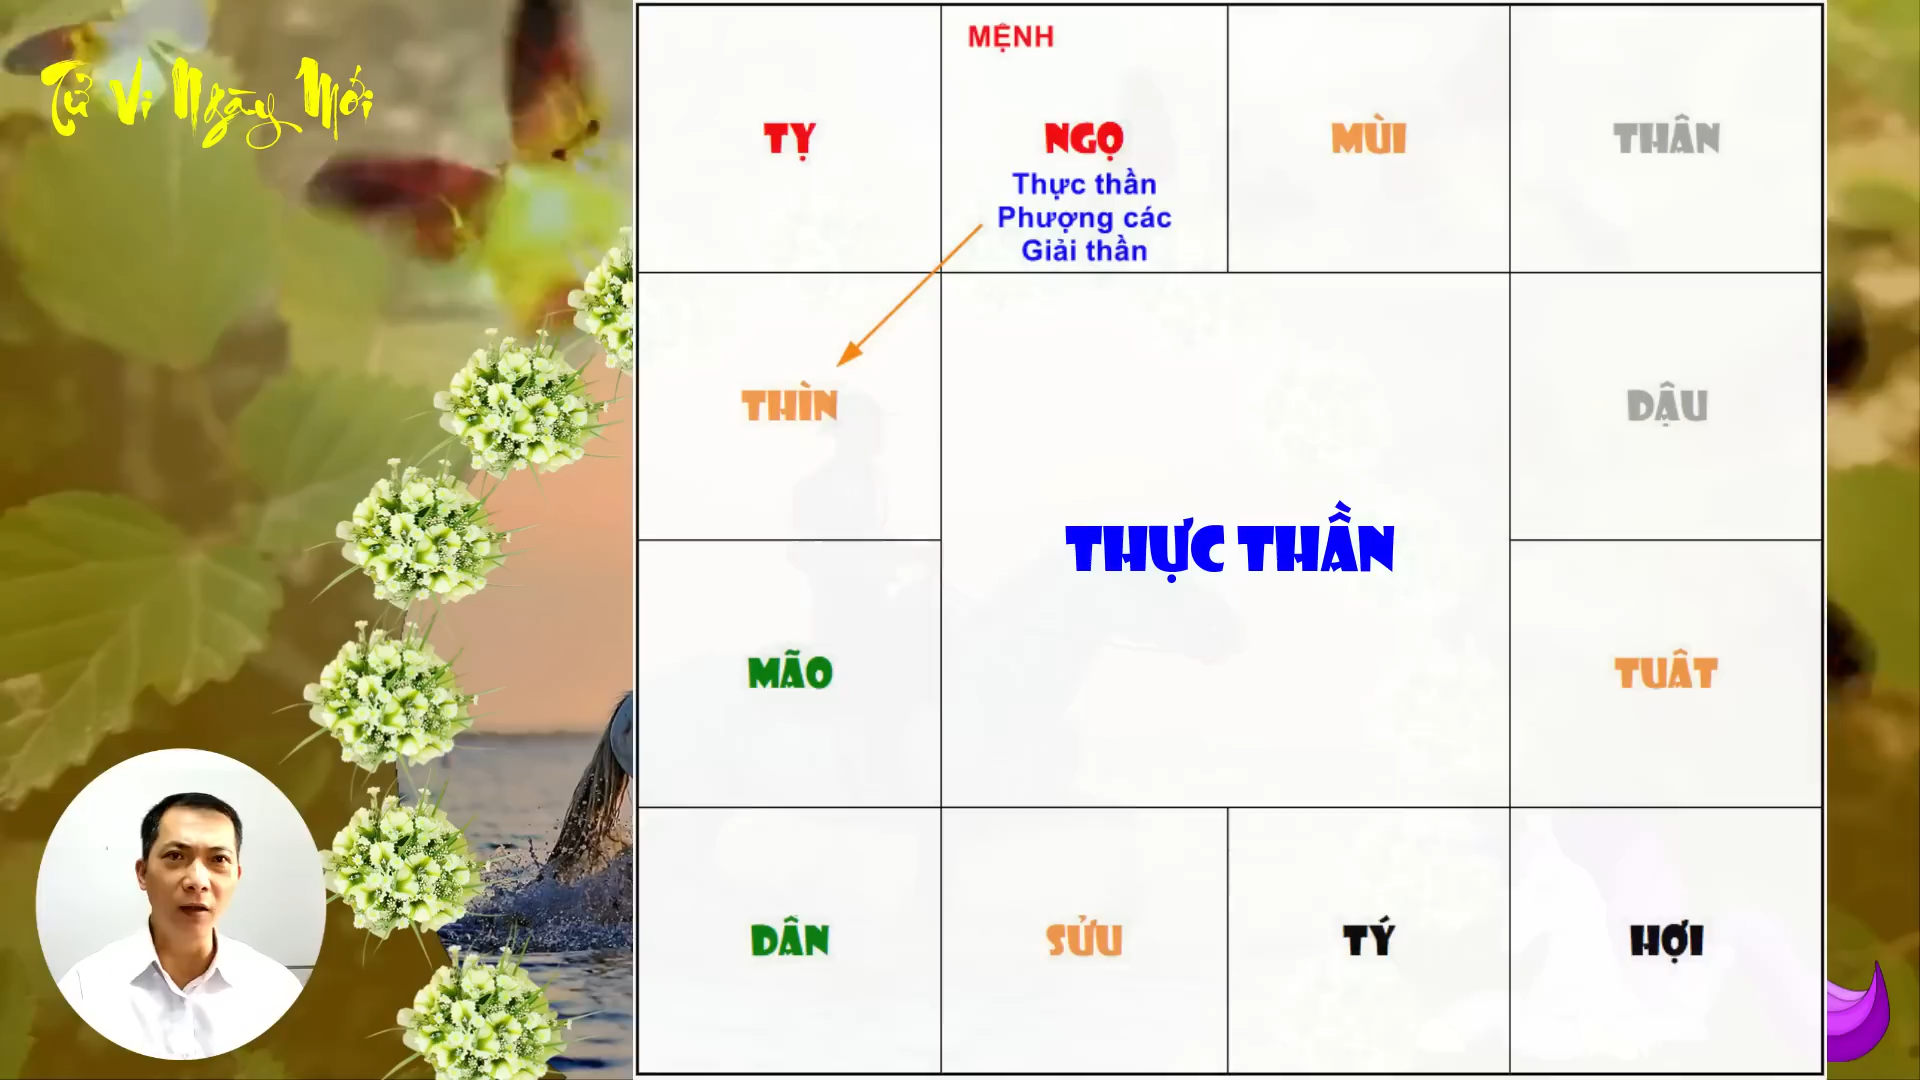 Tử Vi Ngày Mới
MỆNH
TỴ
NGỌ
MÙI
THÂN
Thực thần
Phượng các
Giải thần
THÌN
DẬU
THỰC THẦN
MÃO
TUẤT
DẦN
SỬU
TÝ
HỢI